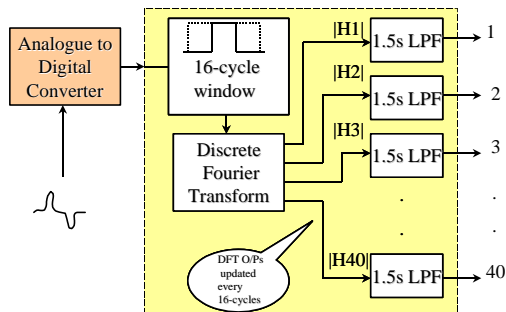 Analogue to
Digital
Converter
16-cycle
window
Discrete
Fourier
Transform
DFT O/Ps
updated
every
16-cycles
|H1|
1.5s LPF
1
|H2|
1.5s LPF
2
|H3|
1.5s LPF
3
. .
. .
|H40|
1.5s LPF
40